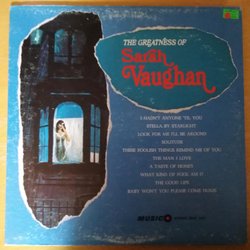 THE GREATNESS OF
Sarah
Vaughan
I HADN'T ANYONE 'TIL YOU
STELLA BY STARLIGHT
LOOK FOR ME I'LL BE AROUND
SOLITUDE
THESE FOOLISH THINGS REMIND ME OF YOU
THE MAN I LOVE
A TASTE OF HONEY
WHAT KIND OF FOOL AM I?
THE GOOD LIFE
BABY WON'T YOU PLEASE COME HOME
MUSICO